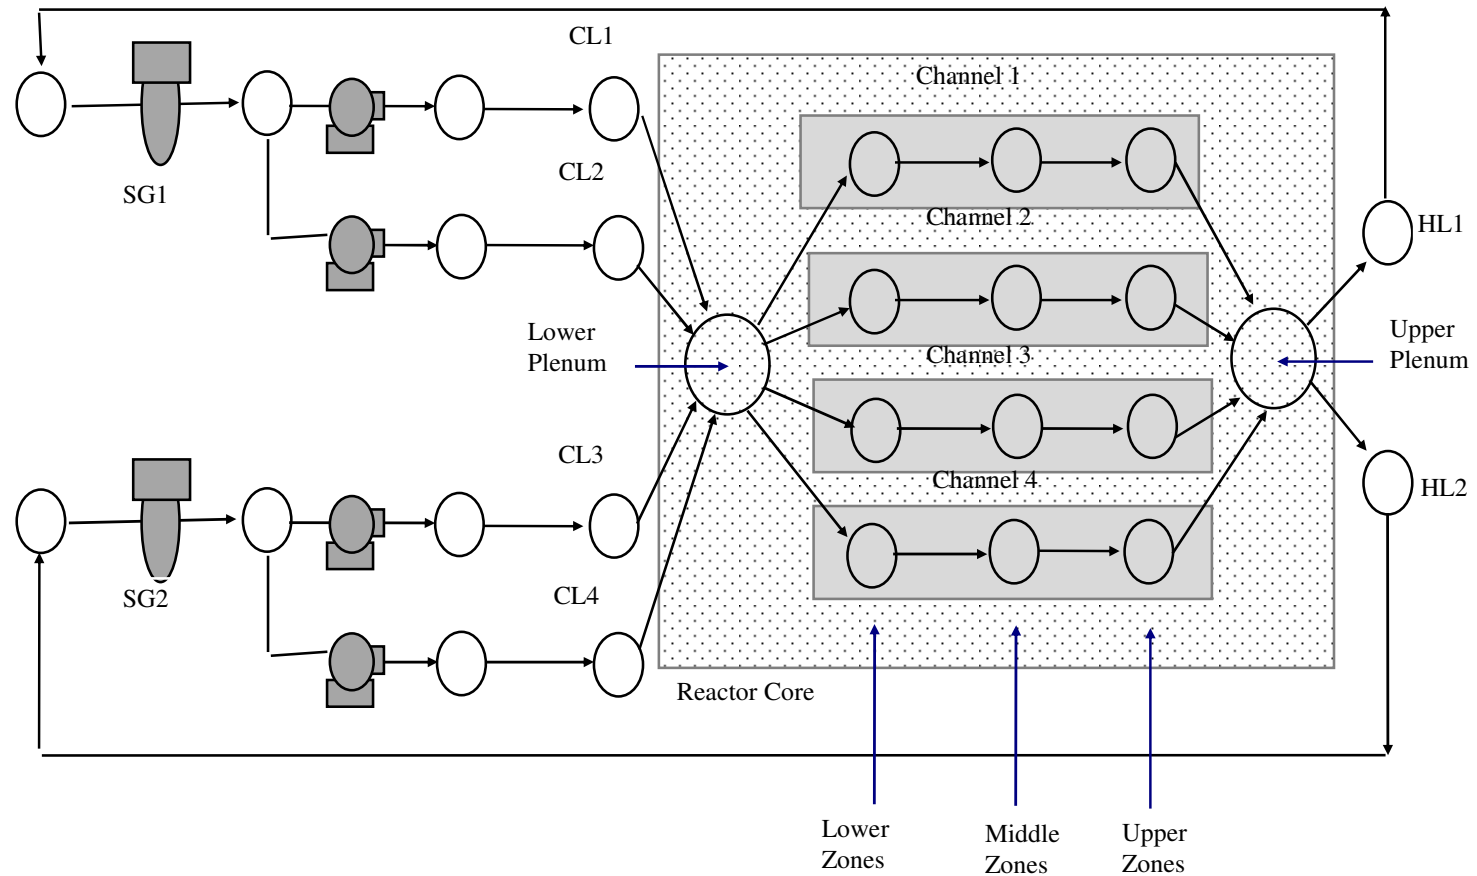 CL1
Channel 1
CL2
SG1
Channel 2
HL1
Lower
Plenum
Channel 3
Upper
Plenum
CL3
Channel 4
HL2
SG2
CL4
Reactor Core
Lower
Zones
Middle
Zones
Upper
Zones